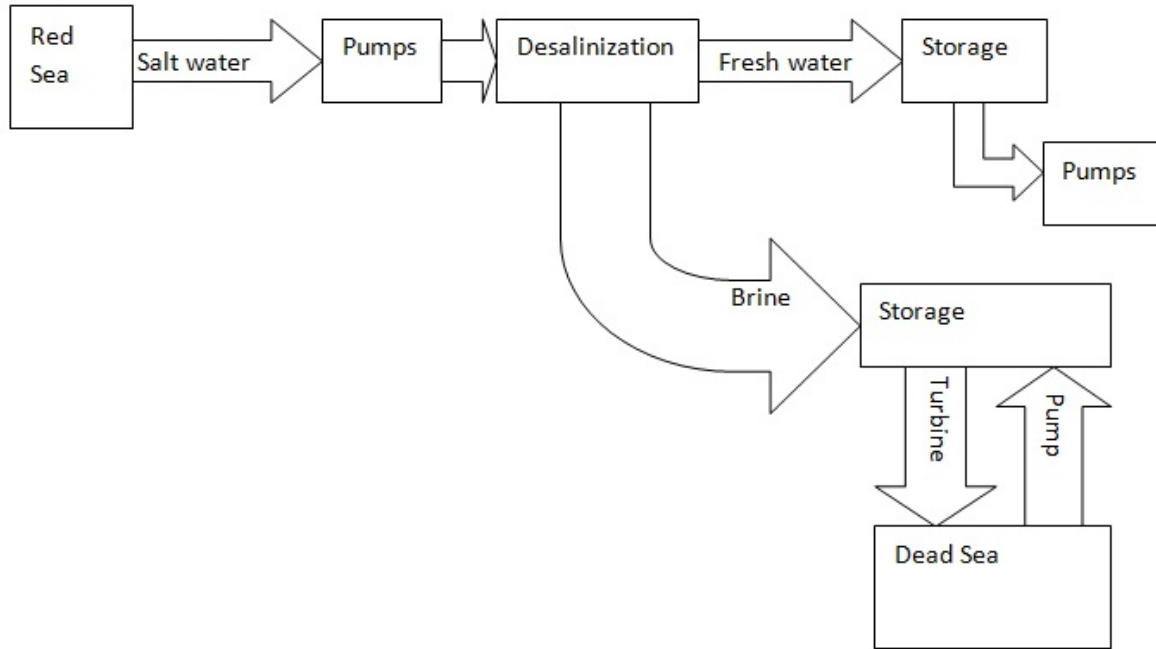 Red
Sea
Salt water
Pumps
Desalinization
Fresh water
Storage
Pumps
Brine
Storage
Turbine
Pump
Dead Sea